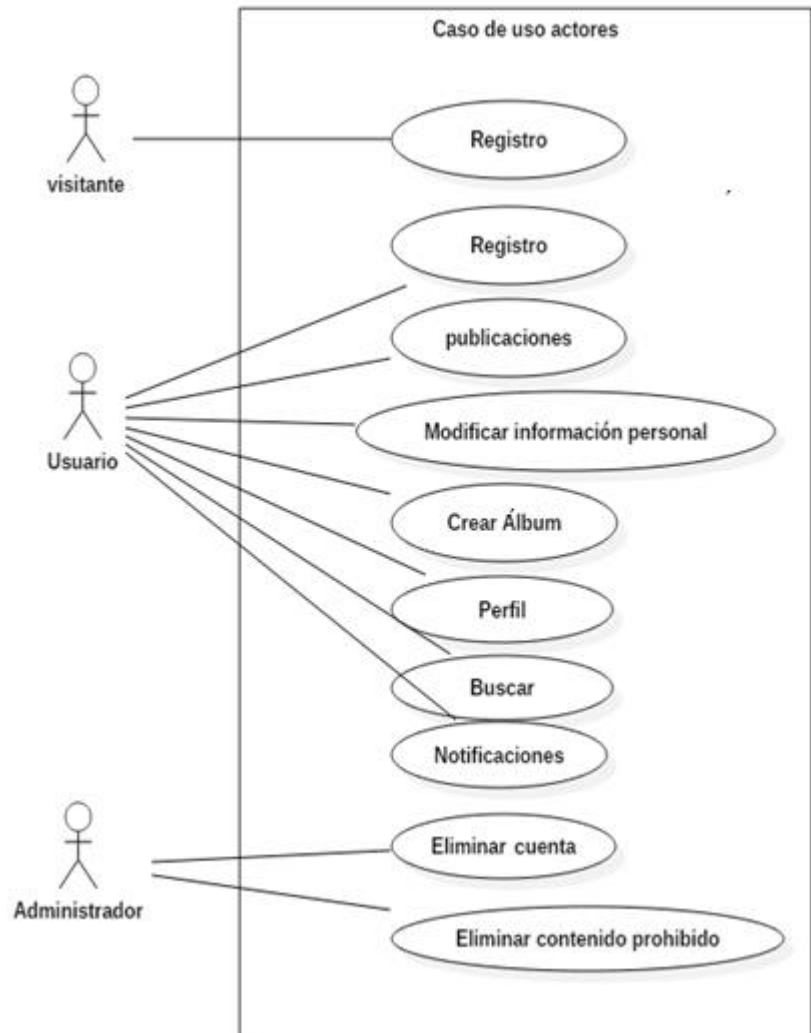 Caso de uso actores
visitante
Registro
Registro
publicaciones
Usuario
Modificar información personal
Crear Álbum
Perfil
Buscar
Notificaciones
Administrador
Eliminar cuenta
Eliminar contenido prohibido